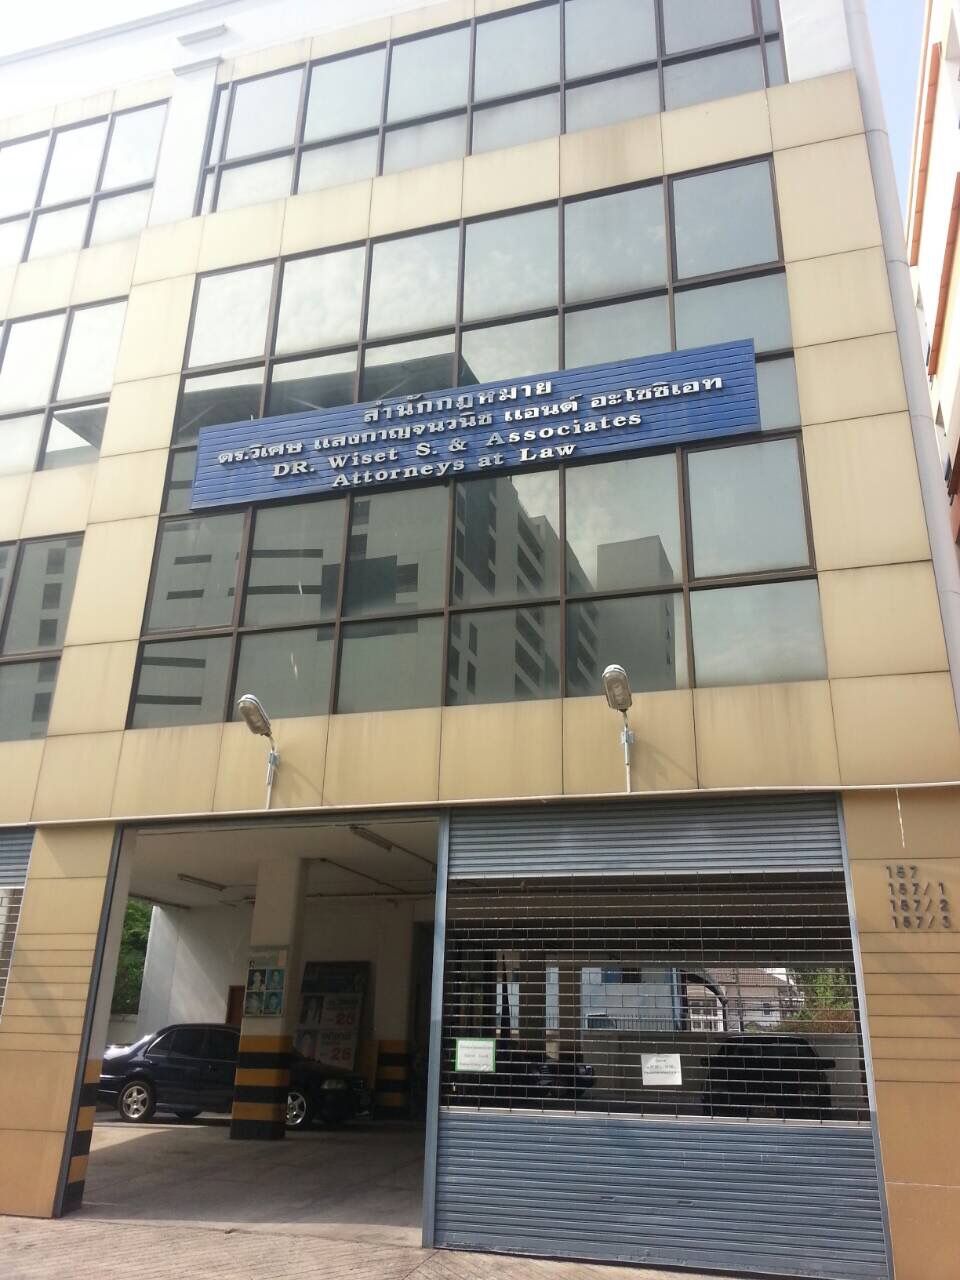 สำนักกฎหมาย
ดร.วิเศษ แสงกาญจนวนิช แอนด์ อะโซซิเอท
DR. Wiset S. & Associates
Attorneys at Law
157
157/1
157/2
157/3
25
26